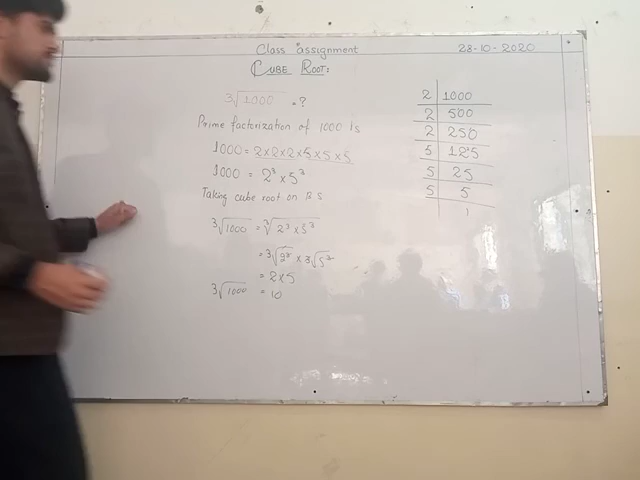 Class assignment 28-10-2020
CUBE ROOT:
3√1000 = ?
Prime factorization of 1000 is
1000 = 2×2×2×5×5×5
1000 = 2³ × 5³
Taking cube root on B.S
3√1000 = ³√2³×5³
= 3√2³ × 3√5³
= 2×5
3√1000 = 10
2 1000
2 500
2 250
5 125
5 25
5 5
1